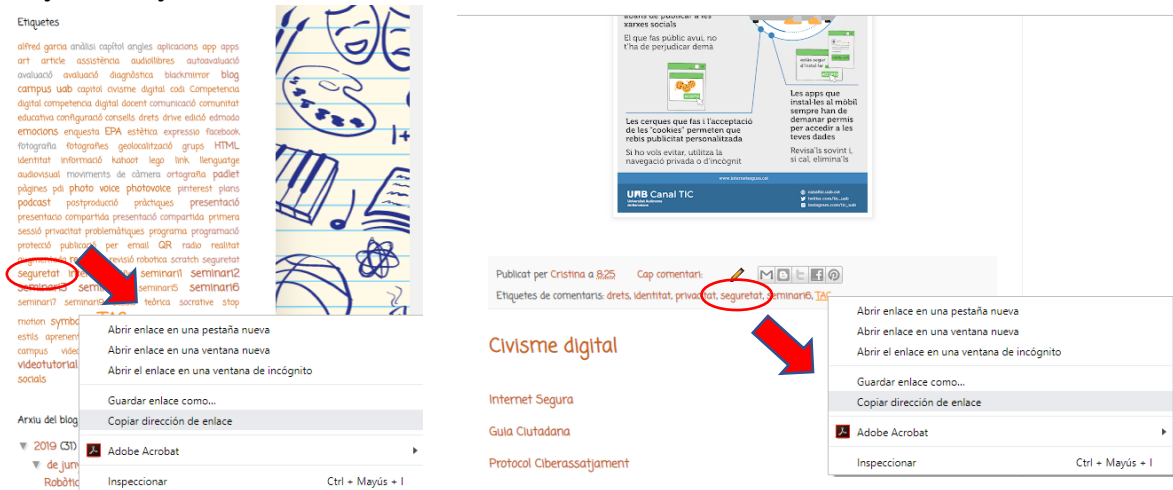 Etiquetes
alfred garcia anàlisi capítol angles aplicacions app apps
art article assistència audiollibres autoavaluació
avaluació avaluació diagnòstica blackmirror blog
campus uab capitol civisme digital codi Competencia
digital competencia digital docent comunicació comunitat
educativa configuració consells drets drive edició edmodo
emocions enquesta EPA estètica expressio facebook
fotografia fotografies geolocalització grups HTML
identitat informació kahoot lego link llenguatge
audiovisual moviments de càmera ortografia padlet
pàgines pdi photo voice photovoice pinterest plans
podcast postproducció pràctiques presentació
presentacio compartida presentació compartida primera
sessió privacitat problemàtiques programa programació
protecció publicació per email QR radio realitat
revisió robotica scratch seguretat
seguretat seminari1 seminari2
seminari3 seminari5 seminari6
seminari7 teòrica socrative stop
motion
estils
campus
videotutorial
socials
Abrir enlace en una pestaña nueva
Abrir enlace en una ventana nueva
Abrir el enlace en una ventana de incógnito
Guardar enlace como...
Copiar dirección de enlace
Adobe Acrobat
Inspeccionar Ctrl + Mayús + I
Arxiu del blog
▼ 2019 (31)
▼ de
xarxes socials
El que fas públic avui, no
t'ha de perjudicar demà
Les cerques que fas i l'acceptació
de les "cookies" permeten que
rebis publicitat personalitzada
Si ho vols evitar, utilitza la
navegació privada o d'incògnit
Les apps que
instal·les al mòbil
sempre han de
demanar permís
per accedir a les
teves dades
Revisa'ls sovint i,
si cal, elimina'ls
www.internetsegura.cat
UAB Canal TIC
Publicat per Cristina a 8:25 Cap comentari:
Etiquetes de comentaris: drets, identitat, privacitat, seguretat, seminari6, TAC
Civisme digital
Internet Segura
Guia Ciutadana
Protocol Ciberassatjament
Abrir enlace en una pestaña nueva
Abrir enlace en una ventana nueva
Abrir el enlace en una ventana de incógnito
Guardar enlace como...
Copiar dirección de enlace
Adobe Acrobat
Inspeccionar Ctrl + Mayús + I